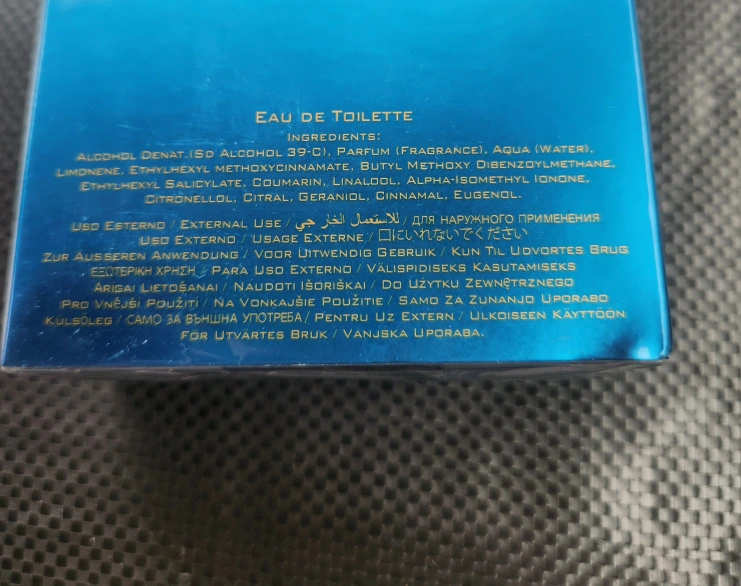 EAU DE TOILETTE
INGREDIENTS:
ALCOHOL DENAT.(SD ALCOHOL 39-C), PARFUM (FRAGRANCE), AQUA (WATER),
LIMONENE, ETHYLHEXYL METHOXYCINNAMATE, BUTYL METHOXY DIBENZOYLMETHANE,
ETHYLHEXYL SALICYLATE, COUMARIN, LINALOOL, ALPHA-ISOMETHYL IONONE,
CITRONELLOL, CITRAL, GERANIOL, CINNAMAL, EUGENOL.
USO ESTERNO / EXTERNAL USE / للاستعمال الخار جي / ДЛЯ НАРУЖНОГО ПРИМЕНЕНИЯ
USO EXTERNO / USAGE EXTERNE / 口にいれないでください
ZUR AUSSEREN ANWENDUNG / VOOR UITWENDIG GEBRUIK / KUN TIL UDVORTES BRUG
ΕΞΩΤΕΡΙΚΗ ΧΡΗΣΗ / PARA USO EXTERNO / VÄLISPIDISEKS KASUTAMISEKS
ARIGAI LIETOŠANAI / NAUDOTI IŠORIŠKAI / DO UŻYTKU ZEWNĘTRZNEGO
PRO VNĚJŠI POUŽITÍ / NA VONKAJŠIE POUŽITIE / SAMO ZA ZUNANJO UPORABO
KÜLSŐLEG / САМО ЗА ВЪНШНА УПОТРЕБА / PENTRU UZ EXTERN / ULKOISEEN KÄYTTÖÖN
FÖR UTVÄRTES BRUK / VANJSKA UPORABA.